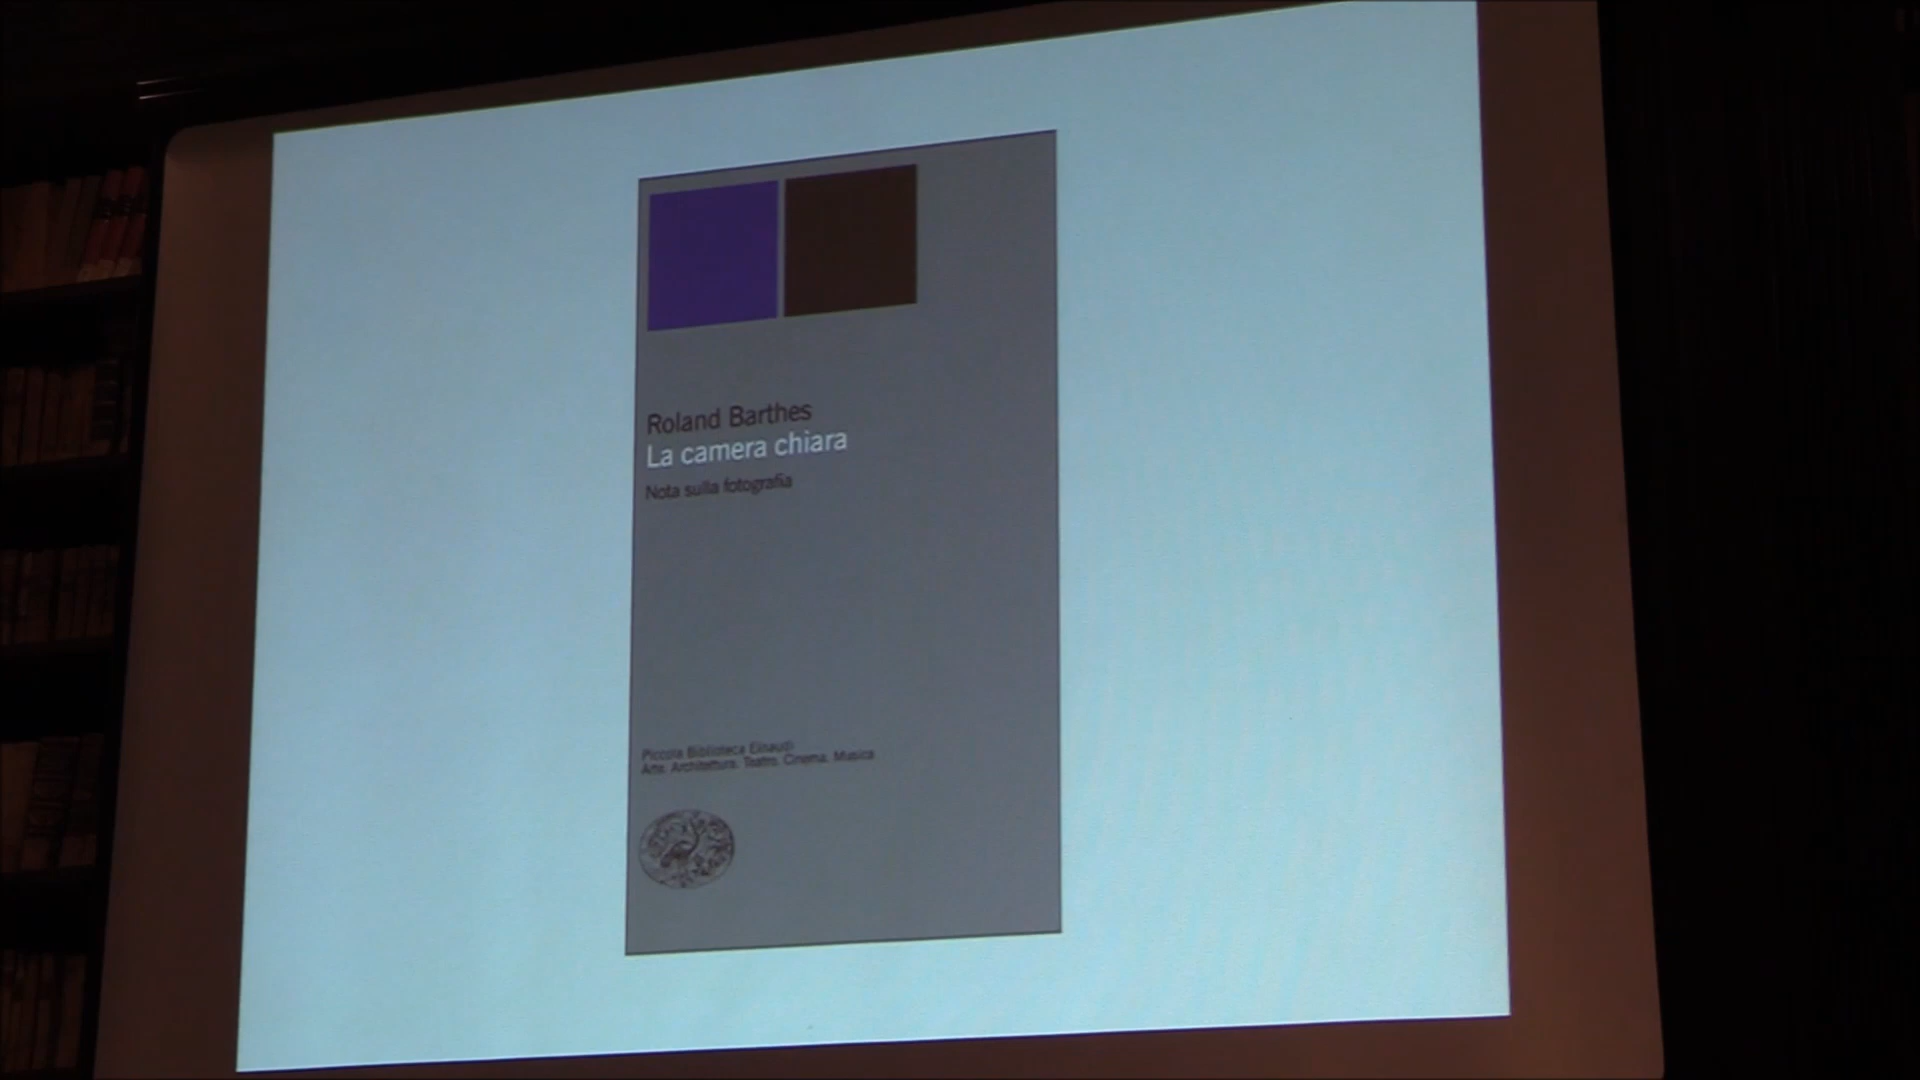 Roland Barthes
La camera chiara
Nota sulla fotografia
Piccola Biblioteca Einaudi
Arte. Architettura. Teatro. Cinema. Musica